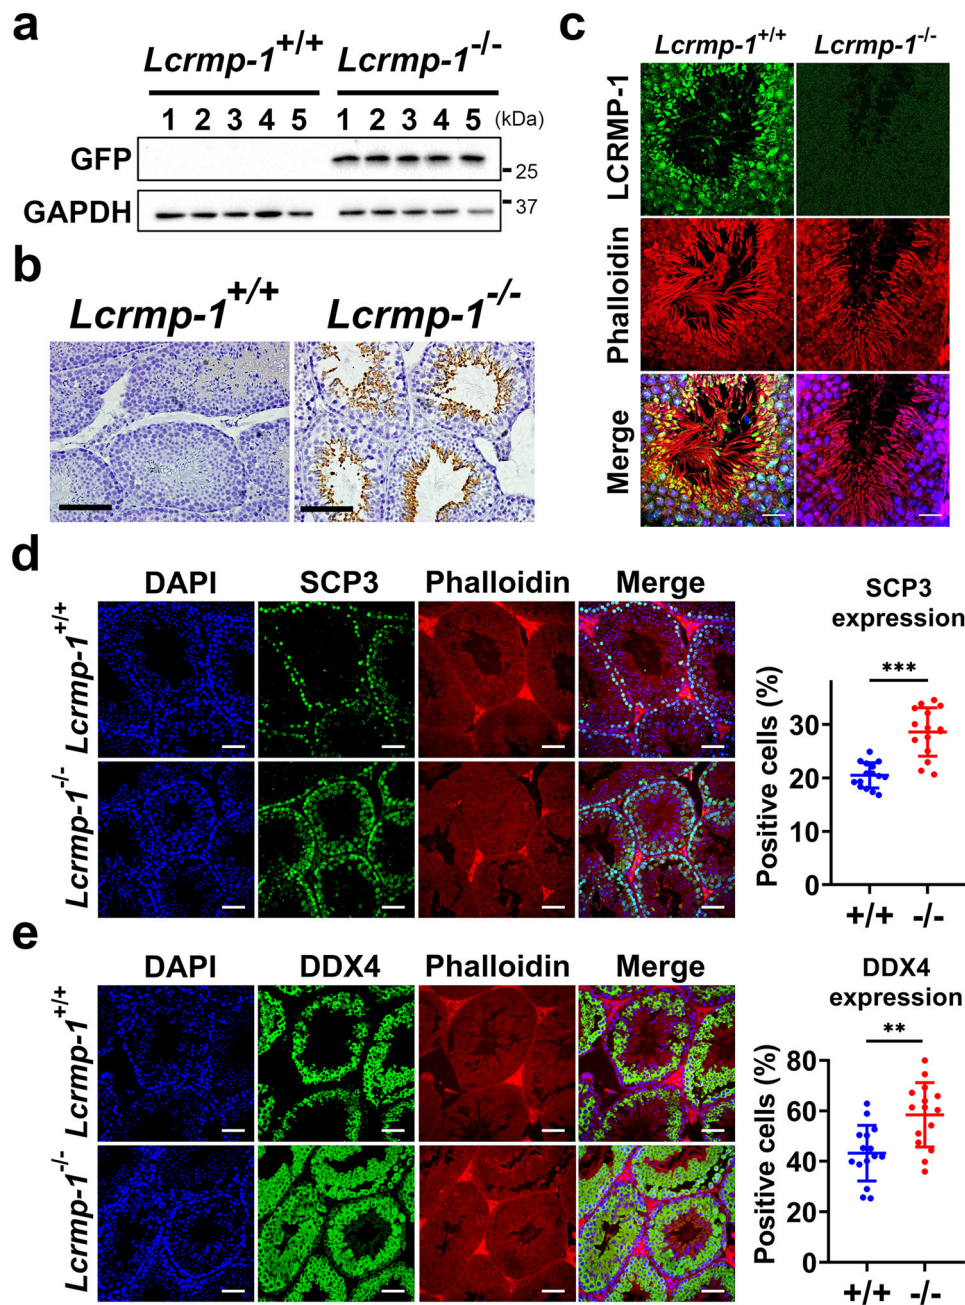 a
Lcrmp-1+/+ Lcrmp-1-/-
1 2 3 4 5 1 2 3 4 5 (kDa)
GFP
25
GAPDH
37
b
Lcrmp-1+/+ Lcrmp-1-/-
c
Lcrmp-1+/+ Lcrmp-1-/-
LCRMP-1
Phalloidin
Merge
d
DAPI SCP3 Phalloidin Merge
Lcrmp-1+/+
Lcrmp-1-/-
SCP3
expression
***
Positive cells (%)
30
20
10
0
+/+ -/-
e
DAPI DDX4 Phalloidin Merge
Lcrmp-1+/+
Lcrmp-1-/-
DDX4
expression
**
Positive cells (%)
80
60
40
20
0
+/+ -/-